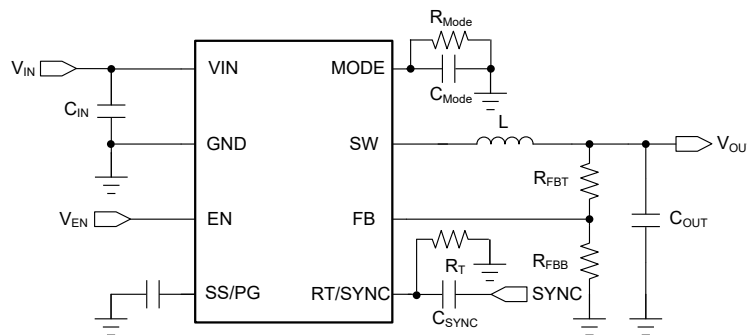 R_Mode
V_IN
VIN
MODE
C_IN
C_Mode
GND
SW
L
V_OU
R_FBT
V_EN
EN
FB
C_OUT
R_T
R_FBB
SS/PG
RT/SYNC
SYNC
C_SYNC